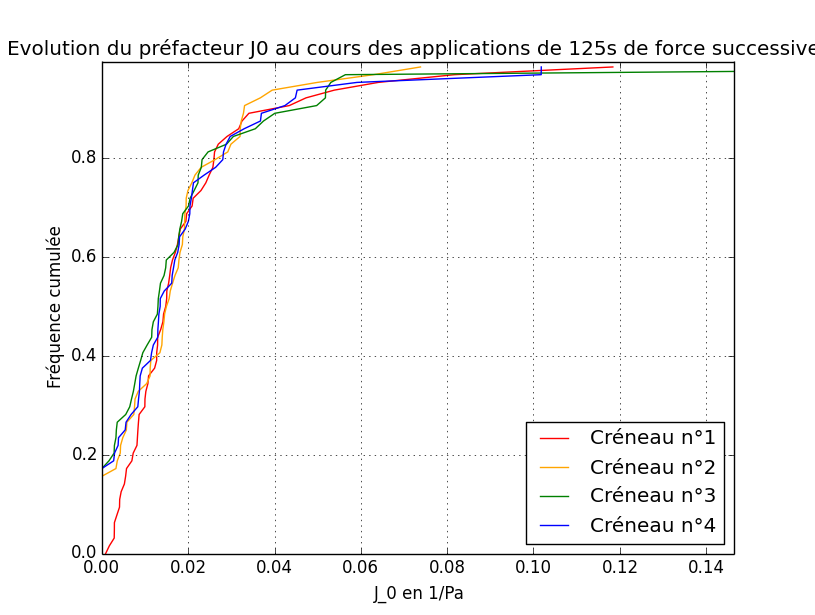 Evolution du préfacteur J0 au cours des applications de 125s de force successive
Fréquence cumulée
0.8
0.6
0.4
0.2
0.0
0.00 0.02 0.04 0.06 0.08 0.10 0.12 0.14
J_0 en 1/Pa
Créneau n°1
Créneau n°2
Créneau n°3
Créneau n°4